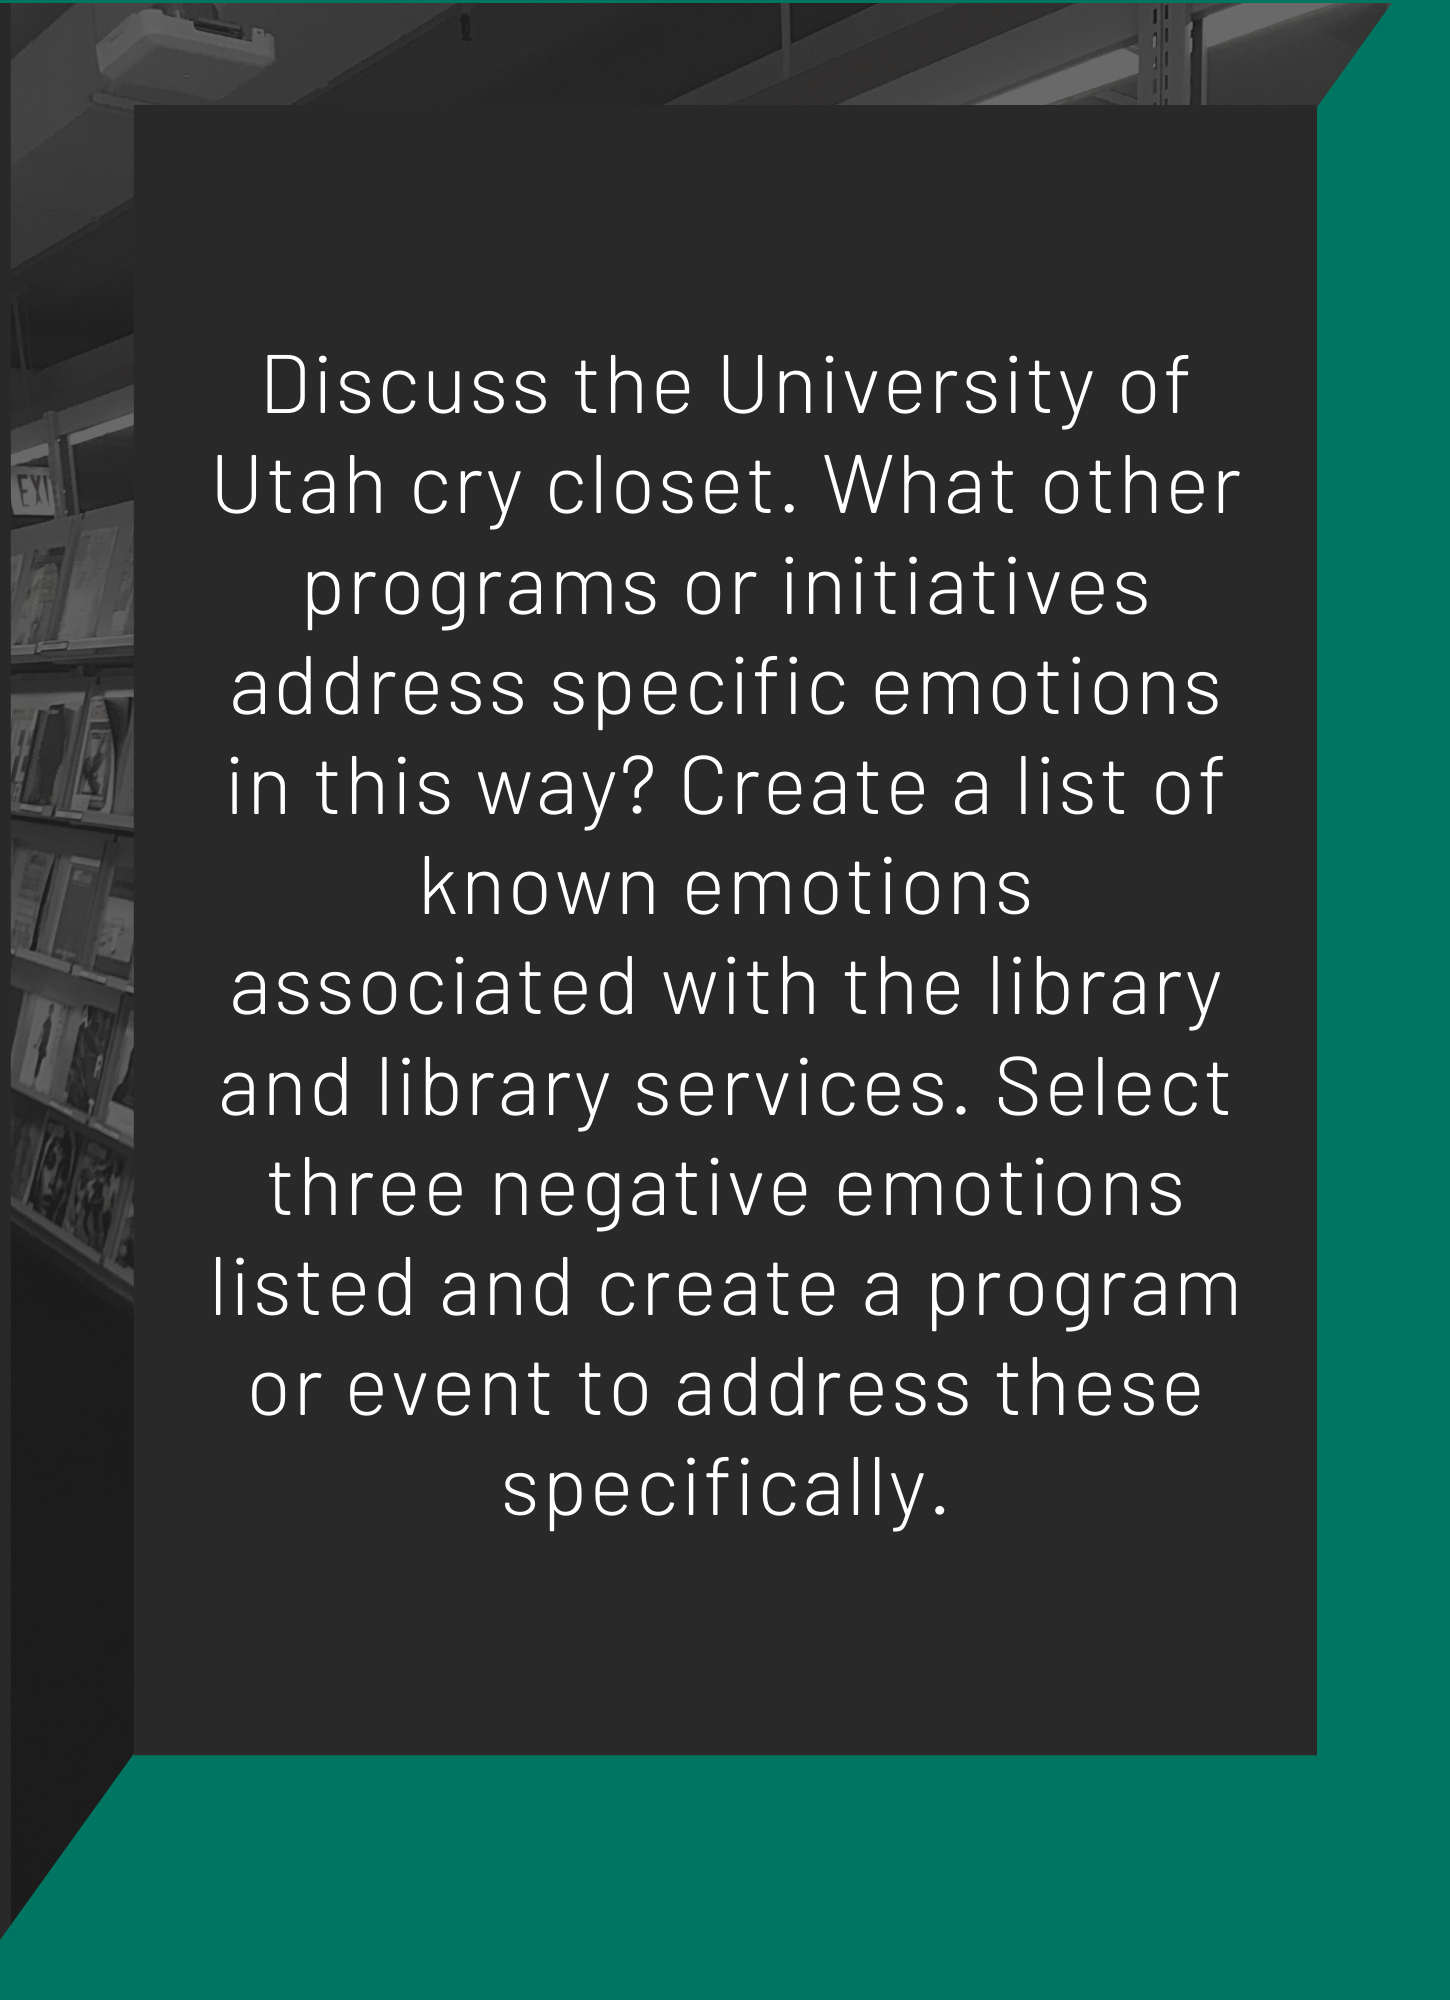 Discuss the University of
Utah cry closet. What other
programs or initiatives
address specific emotions
in this way? Create a list of
known emotions
associated with the library
and library services. Select
three negative emotions
listed and create a program
or event to address these
specifically.
EXI